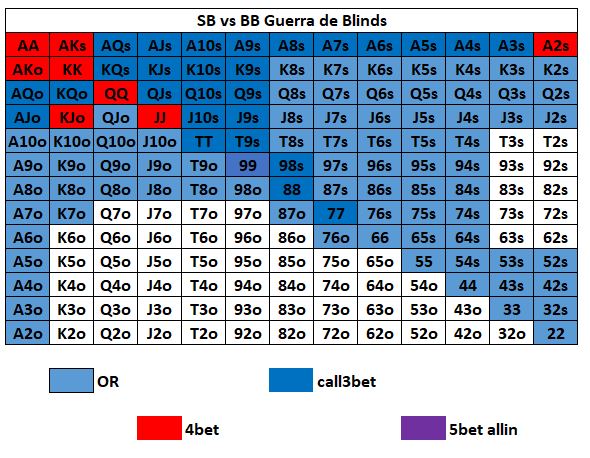 SB vs BB Guerra de Blinds
AA AKs AQs AJs A10s A9s A8s A7s A6s A5s A4s A3s A2s
AKo KK KQs KJs K10s K9s K8s K7s K6s K5s K4s K3s K2s
AQo KQo QQ QJs Q10s Q9s Q8s Q7s Q6s Q5s Q4s Q3s Q2s
AJo KJo QJo JJ J10s J9s J8s J7s J6s J5s J4s J3s J2s
A10o K10o Q10o J10o TT T9s T8s T7s T6s T5s T4s T3s T2s
A9o K9o Q9o J9o T9o 99 98s 97s 96s 95s 94s 93s 92s
A8o K8o Q8o J8o T8o 98o 88 87s 86s 85s 84s 83s 82s
A7o K7o Q7o J7o T7o 97o 87o 77 76s 75s 74s 73s 72s
A6o K6o Q6o J6o T6o 96o 86o 76o 66 65s 64s 63s 62s
A5o K5o Q5o J5o T5o 95o 85o 75o 65o 55 54s 53s 52s
A4o K4o Q4o J4o T4o 94o 84o 74o 64o 54o 44 43s 42s
A3o K3o Q3o J3o T3o 93o 83o 73o 63o 53o 43o 33 32s
A2o K2o Q2o J2o T2o 92o 82o 72o 62o 52o 42o 32o 22
OR call3bet
4bet 5bet allin